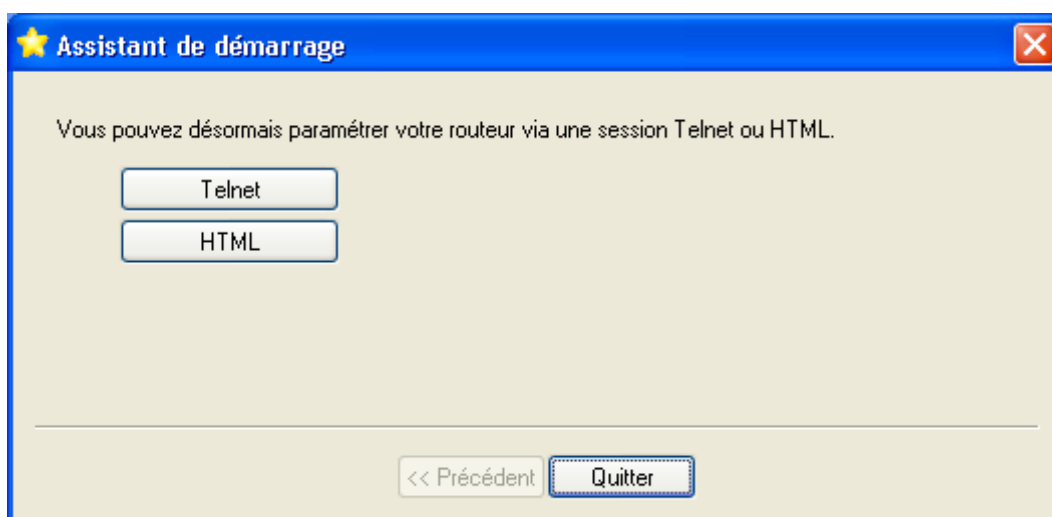 Assistant de démarrage
Vous pouvez désormais paramétrer votre routeur via une session Telnet ou HTML.
Telnet
HTML
<< Précédent
Quitter